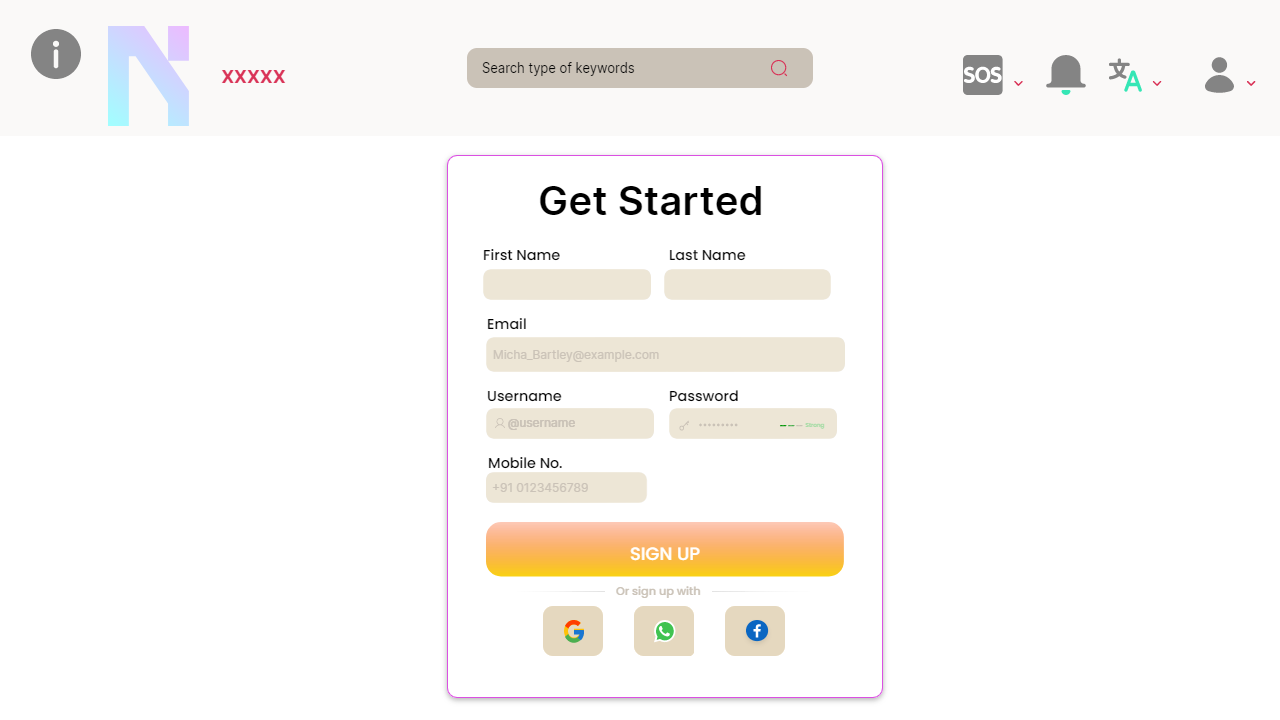 XXXXX
Search type of keywords
SOS
文A
Get Started
First Name
Last Name
Email
Micha_Bartley@example.com
Username
Password
@username
Strong
Mobile No.
+91 0123456789
SIGN UP
Or sign up with